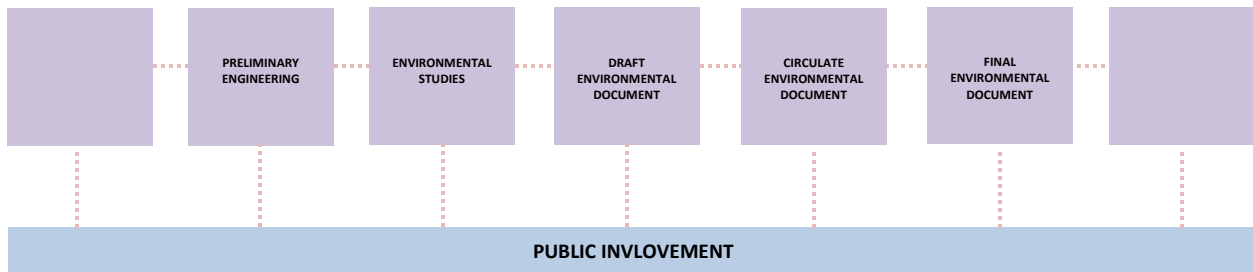 PRELIMINARY
ENGINEERING
ENVIRONMENTAL
STUDIES
DRAFT
ENVIRONMENTAL
DOCUMENT
CIRCULATE
ENVIRONMENTAL
DOCUMENT
FINAL
ENVIRONMENTAL
DOCUMENT
PUBLIC INVLOVEMENT